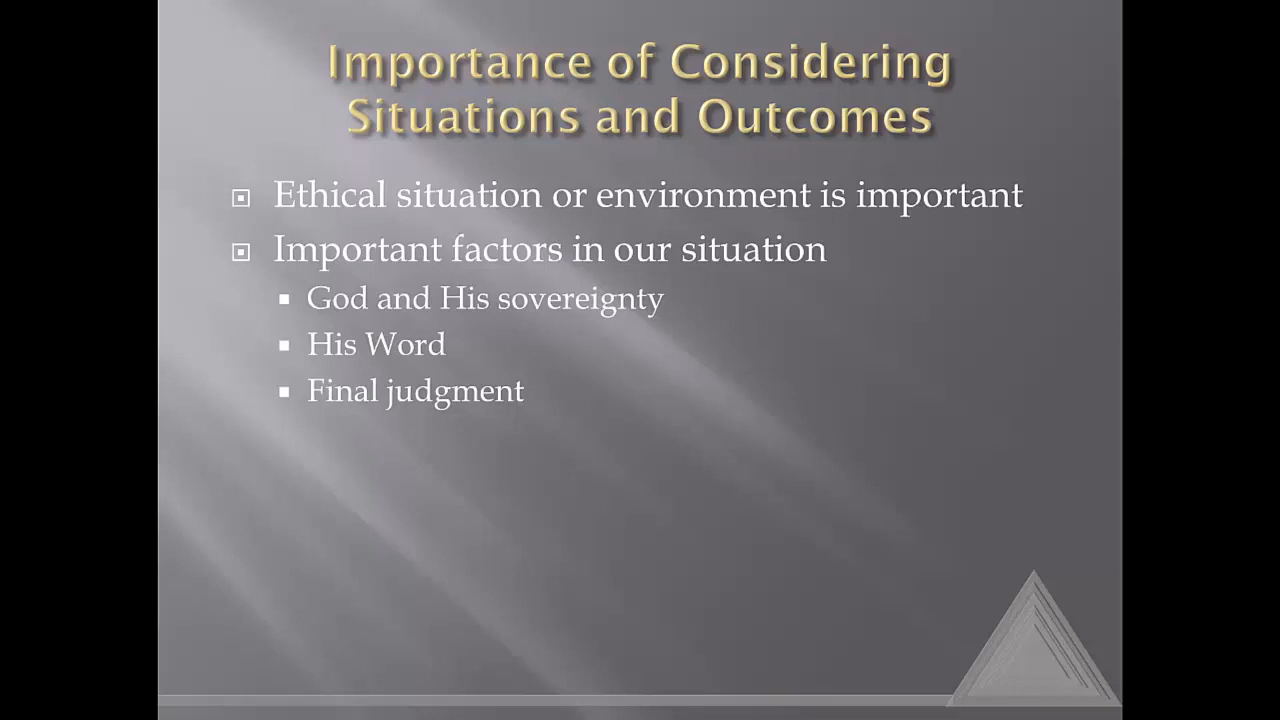 Importance of Considering
Situations and Outcomes
Ethical situation or environment is important
Important factors in our situation
God and His sovereignty
His Word
Final judgment